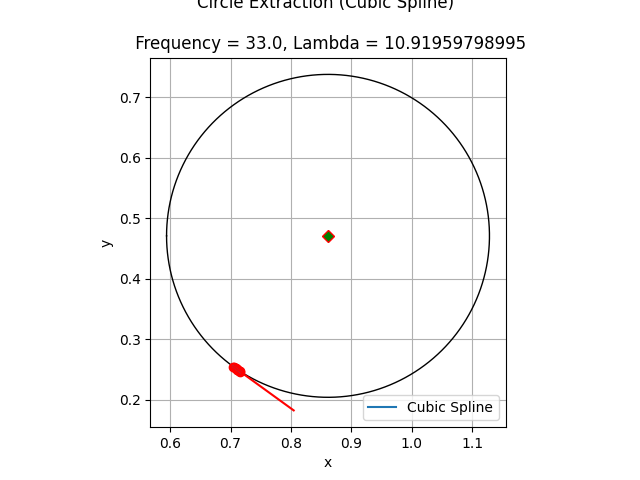 Circle Extraction (Cubic Spline)
Frequency = 33.0, Lambda = 10.91959798995
0.7
0.6
0.5
0.4
0.3
0.2
y
0.6 0.7 0.8 0.9 1.0 1.1
x
Cubic Spline